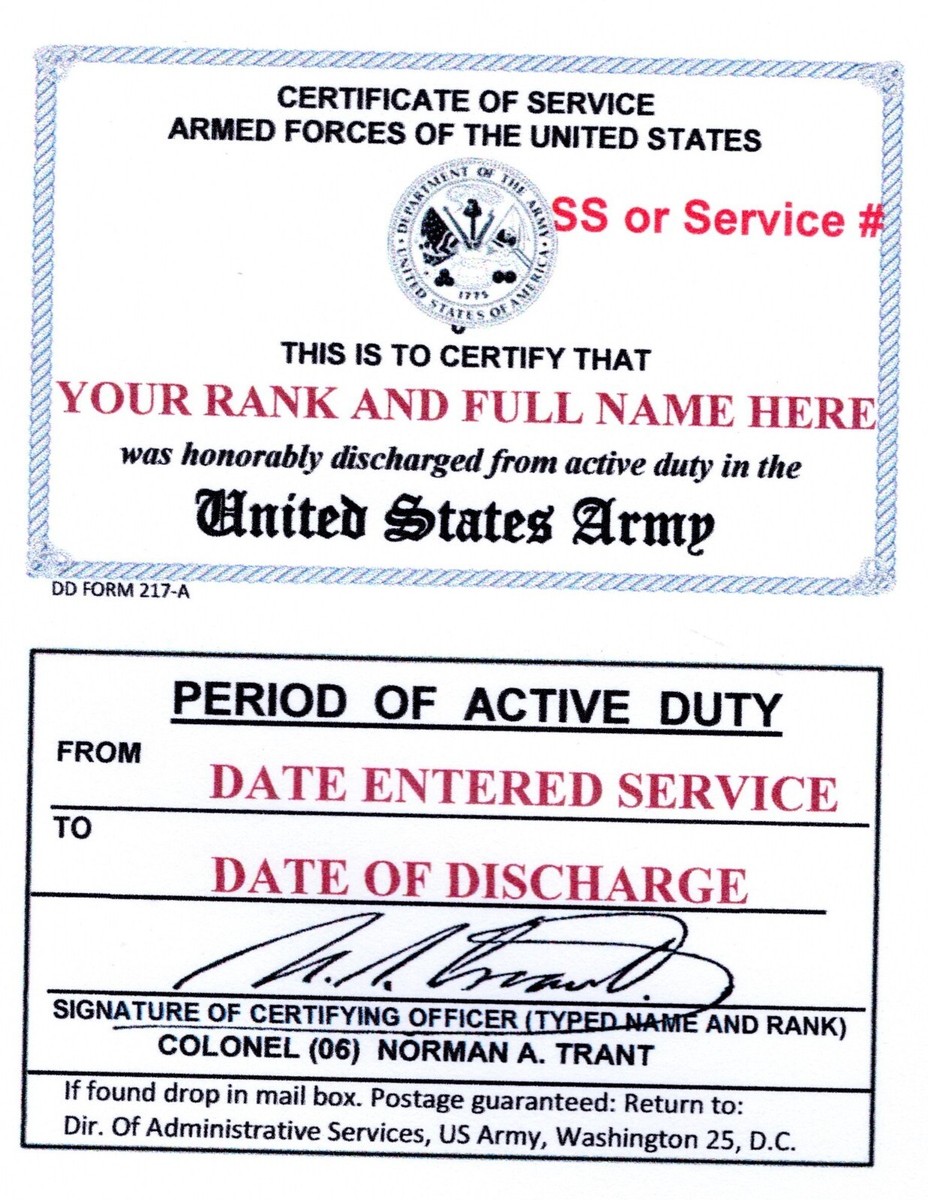 CERTIFICATE OF SERVICE
ARMED FORCES OF THE UNITED STATES
DEPARTMENT OF THE ARMY
UNITED STATES OF AMERICA
1775
SS or Service #
THIS IS TO CERTIFY THAT
YOUR RANK AND FULL NAME HERE
was honorably discharged from active duty in the
United States Army
DD FORM 217-A
PERIOD OF ACTIVE DUTY
FROM
DATE ENTERED SERVICE
TO
DATE OF DISCHARGE
SIGNATURE OF CERTIFYING OFFICER (TYPED NAME AND RANK)
COLONEL (06) NORMAN A. TRANT
If found drop in mail box. Postage guaranteed: Return to:
Dir. Of Administrative Services, US Army, Washington 25, D.C.